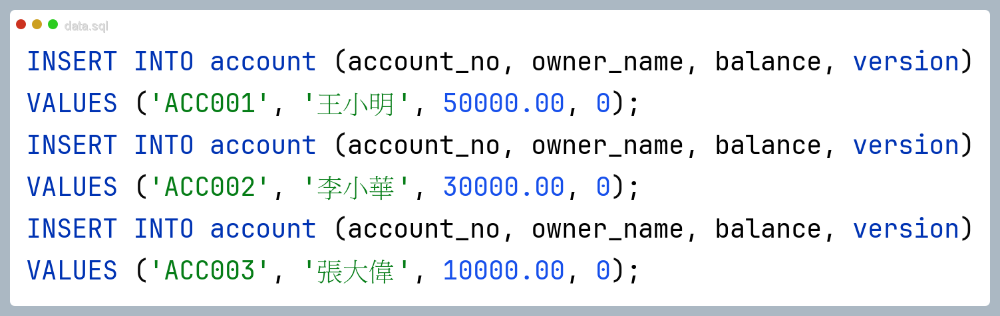 data.sql
INSERT INTO account (account_no, owner_name, balance, version)
VALUES ('ACC001', '王小明', 50000.00, 0);
INSERT INTO account (account_no, owner_name, balance, version)
VALUES ('ACC002', '李小華', 30000.00, 0);
INSERT INTO account (account_no, owner_name, balance, version)
VALUES ('ACC003', '張大偉', 10000.00, 0);